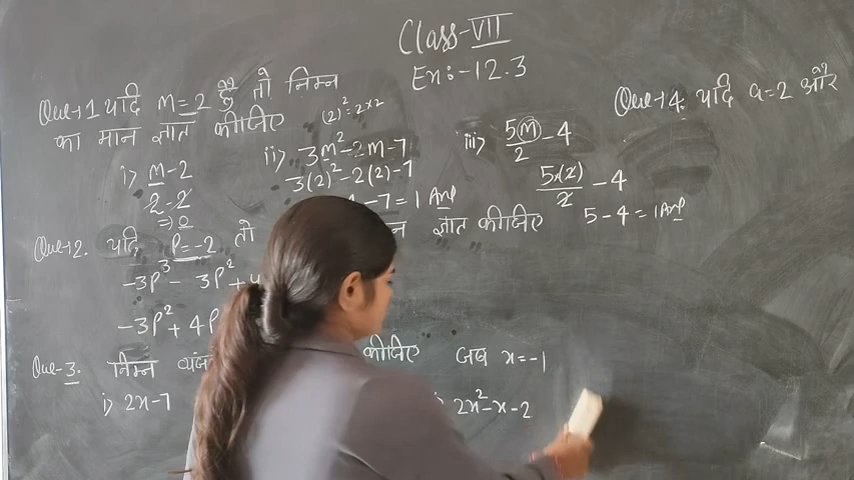 Class-VII
Ex:-12.3
Que-1 यदि m=2 है, तो निम्न
का मान ज्ञात कीजिए
i> m-2
2-2
=> 0
(2)²=2×2
ii> 3m²-2m-7
3(2)²-2(2)-7
-7=1 Ans
iii> 5m/2 -4
5×(2)/2 -4
5-4=1 Ans
Que-2. यदि P=-2 तो
ज्ञात कीजिए
-3P³-3P²+4
-3P²+4P
Que-3. निम्न
कीजिए जब x=-1
i> 2x-7
2x²-x-2
Que-4. यदि a=2 और